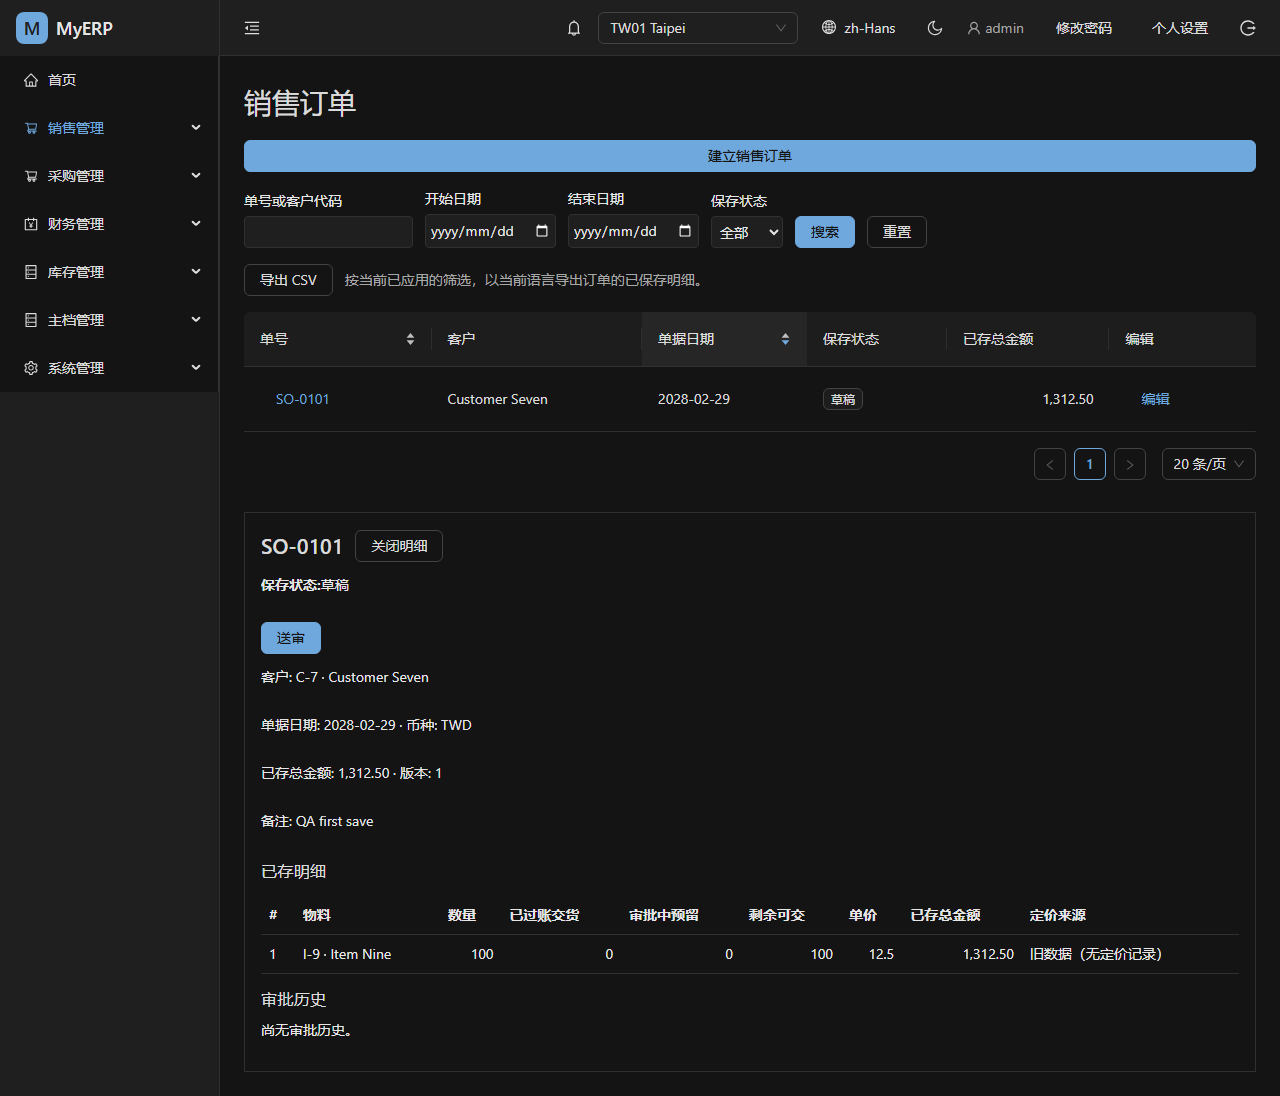 M MyERP
TW01 Taipei
zh-Hans
admin
修改密码
个人设置
首页
销售管理
采购管理
财务管理
库存管理
主档管理
系统管理
销售订单
建立销售订单
单号或客户代码
开始日期
结束日期
保存状态
yyyy/mm/dd
yyyy/mm/dd
全部
搜索
重置
导出 CSV
按当前已应用的筛选，以当前语言导出订单的已保存明细。
单号 客户 单据日期 保存状态 已存总金额 编辑
SO-0101 Customer Seven 2028-02-29 草稿 1,312.50 编辑
< 1 > 20 条/页
SO-0101 关闭明细
保存状态:草稿
送审
客户: C-7 · Customer Seven
单据日期: 2028-02-29 · 币种: TWD
已存总金额: 1,312.50 · 版本: 1
备注: QA first save
已存明细
# 物料 数量 已过账交货 审批中预留 剩余可交 单价 已存总金额 定价来源
1 I-9 · Item Nine 100 0 0 100 12.5 1,312.50 旧数据（无定价记录）
审批历史
尚无审批历史。